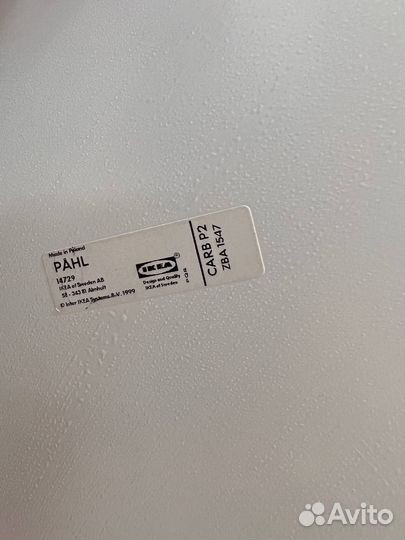 Made in Poland
PÅHL
14729
IKEA of Sweden AB
SE - 343 81 Älmhult
© Inter IKEA Systems B.V. 1999
IKEA
Design and Quality
IKEA of Sweden
CARB P2
ZBA 1547
Avito